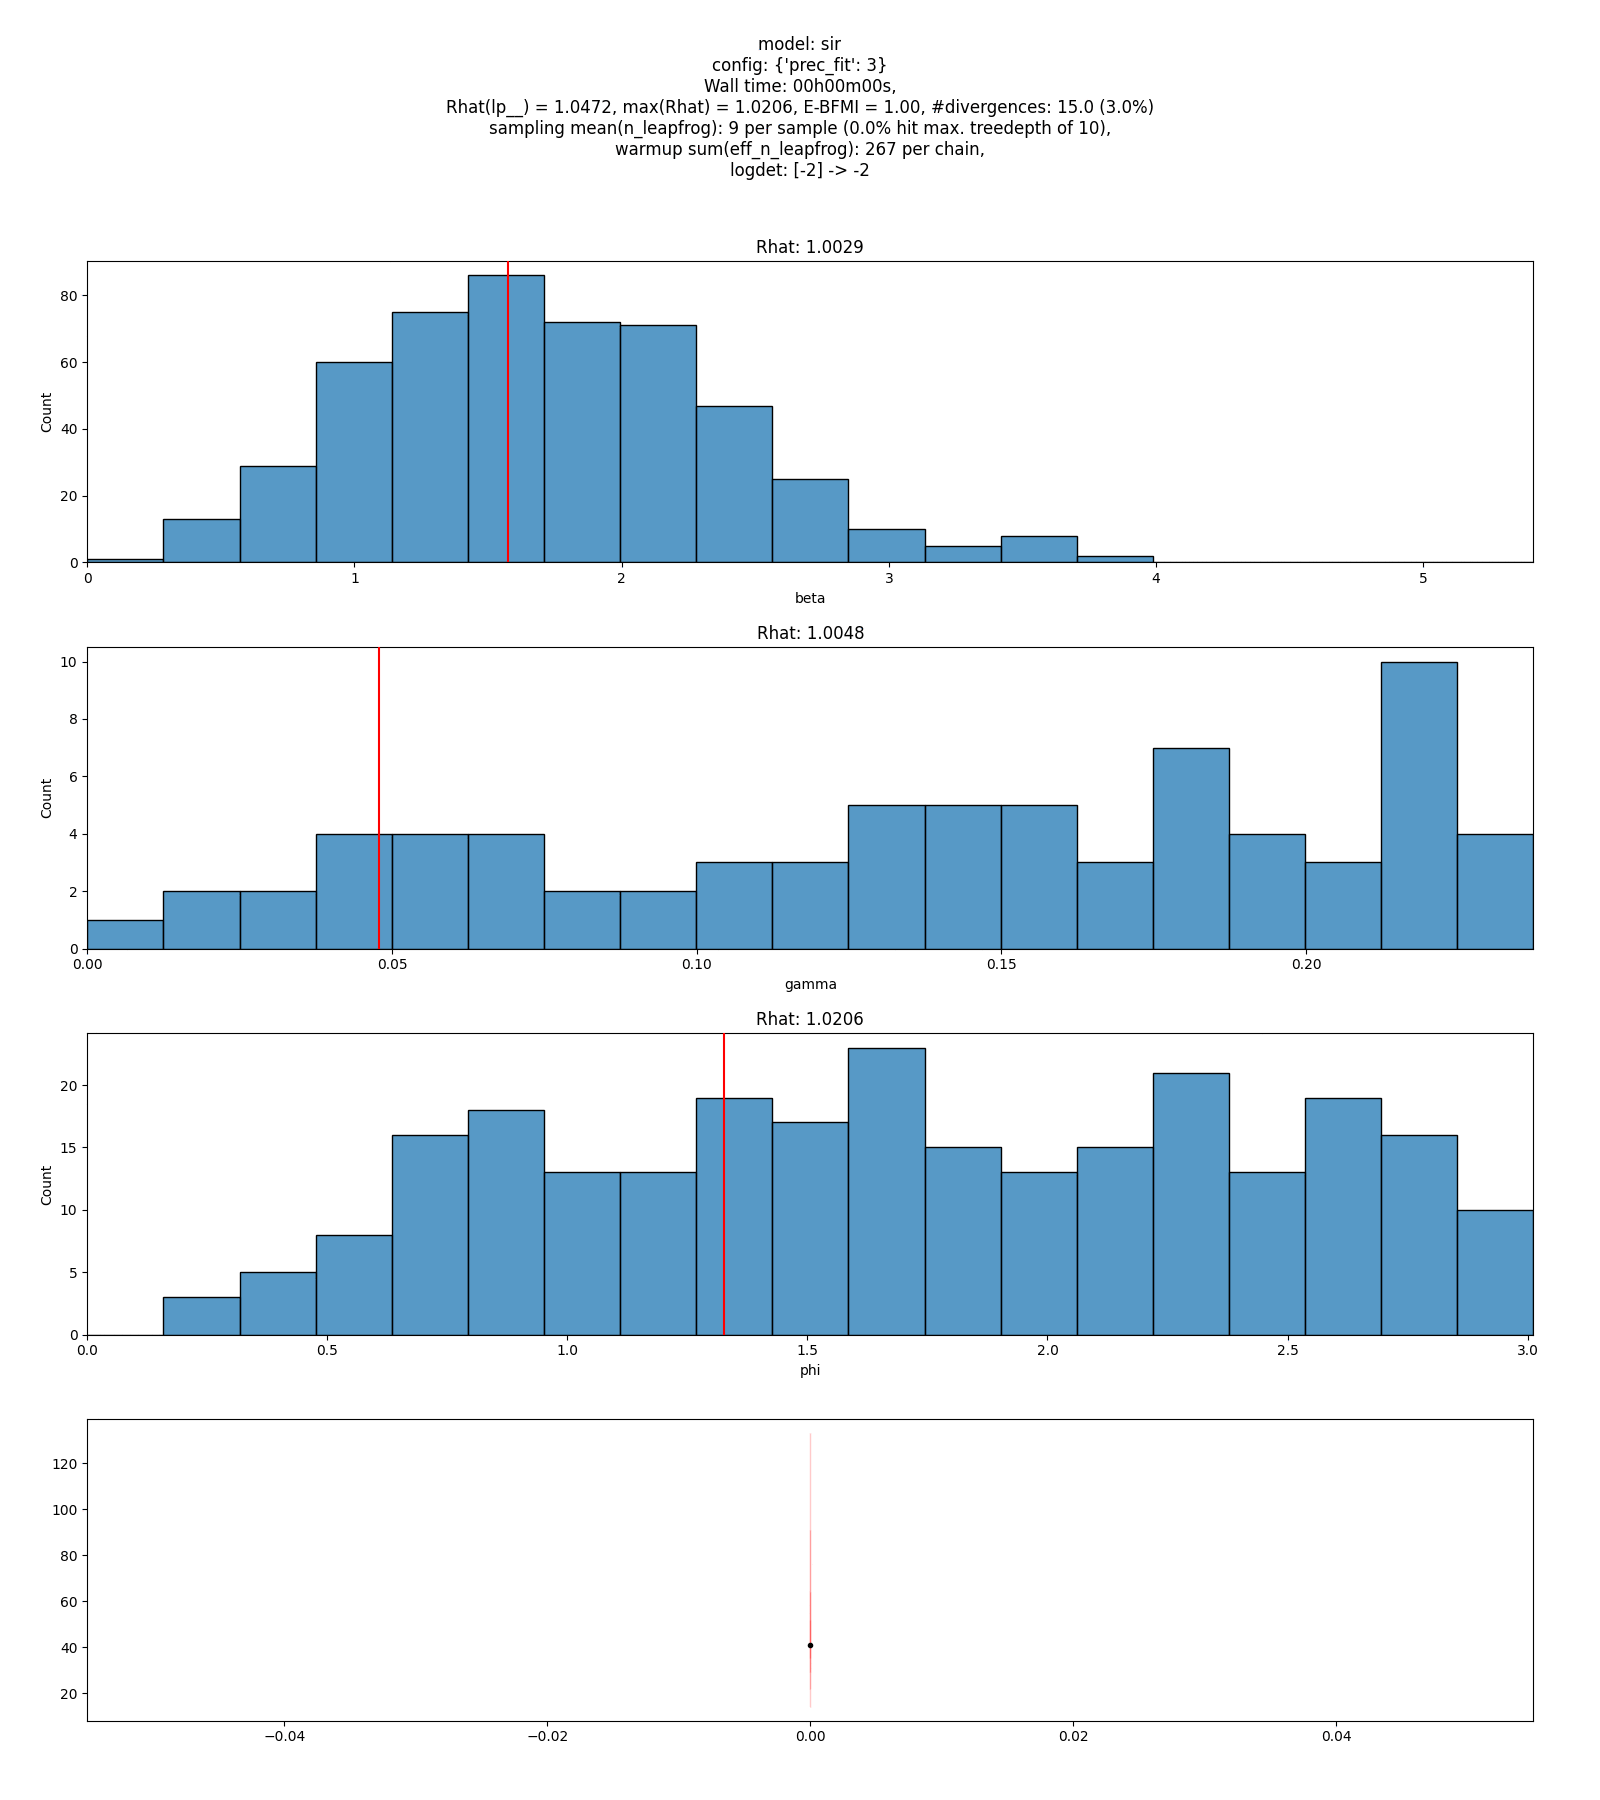 model: sir
config: {'prec_fit': 3}
Wall time: 00h00m00s,
Rhat(lp__) = 1.0472, max(Rhat) = 1.0206, E-BFMI = 1.00, #divergences: 15.0 (3.0%)
sampling mean(n_leapfrog): 9 per sample (0.0% hit max. treedepth of 10),
warmup sum(eff_n_leapfrog): 267 per chain,
logdet: [-2] -> -2
Rhat: 1.0029
80
60
40
20
0
Count
0 1 2 3 4 5
beta
Rhat: 1.0048
10
8
6
4
2
0
Count
0.00 0.05 0.10 0.15 0.20
gamma
Rhat: 1.0206
20
15
10
5
0
Count
0.0 0.5 1.0 1.5 2.0 2.5 3.0
phi
120
100
80
60
40
20
−0.04 −0.02 0.00 0.02 0.04